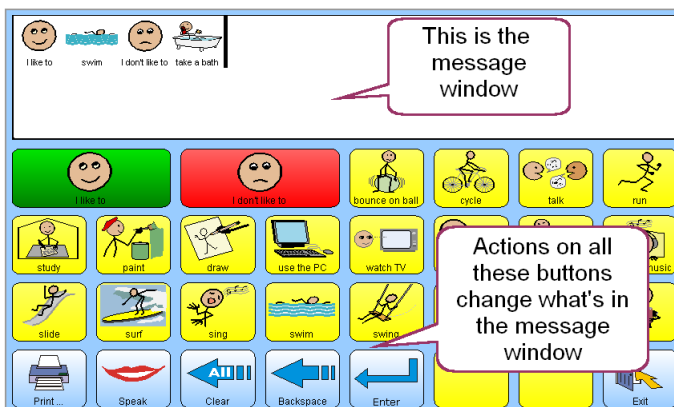 I like to swim I don't like to take a bath
This is the
message
window
I like to I don't like to bounce on ball cycle talk run
study paint draw use the PC watch TV music
Actions on all
these buttons
change what's in
the message
window
slide surf sing swim swing
All
Print ... Speak Clear Backspace Enter Exit